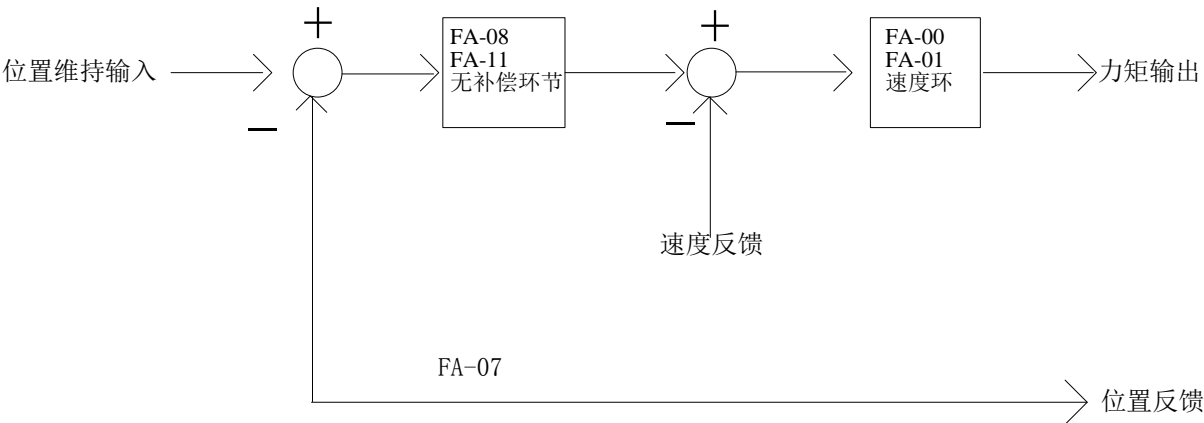 位置维持输入
+
FA-08
FA-11
无补偿环节
+
FA-00
FA-01
速度环
力矩输出
—
—
速度反馈
FA-07
位置反馈